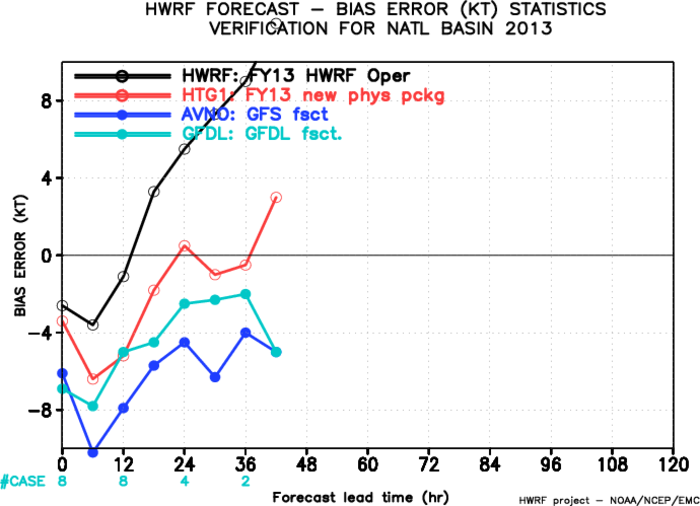 HWRF FORECAST – BIAS ERROR (KT) STATISTICS
VERIFICATION FOR NATL BASIN 2013
HWRF: FY13 HWRF Oper
HTG1: FY13 new phys pckg
AVNO: GFS fsct
GFDL: GFDL fsct.
8
4
0
−4
−8
BIAS ERROR (KT)
0 12 24 36 48 60 72 84 96 108 120
#CASE 8 8 4 2
Forecast lead time (hr)
HWRF project – NOAA/NCEP/EMC